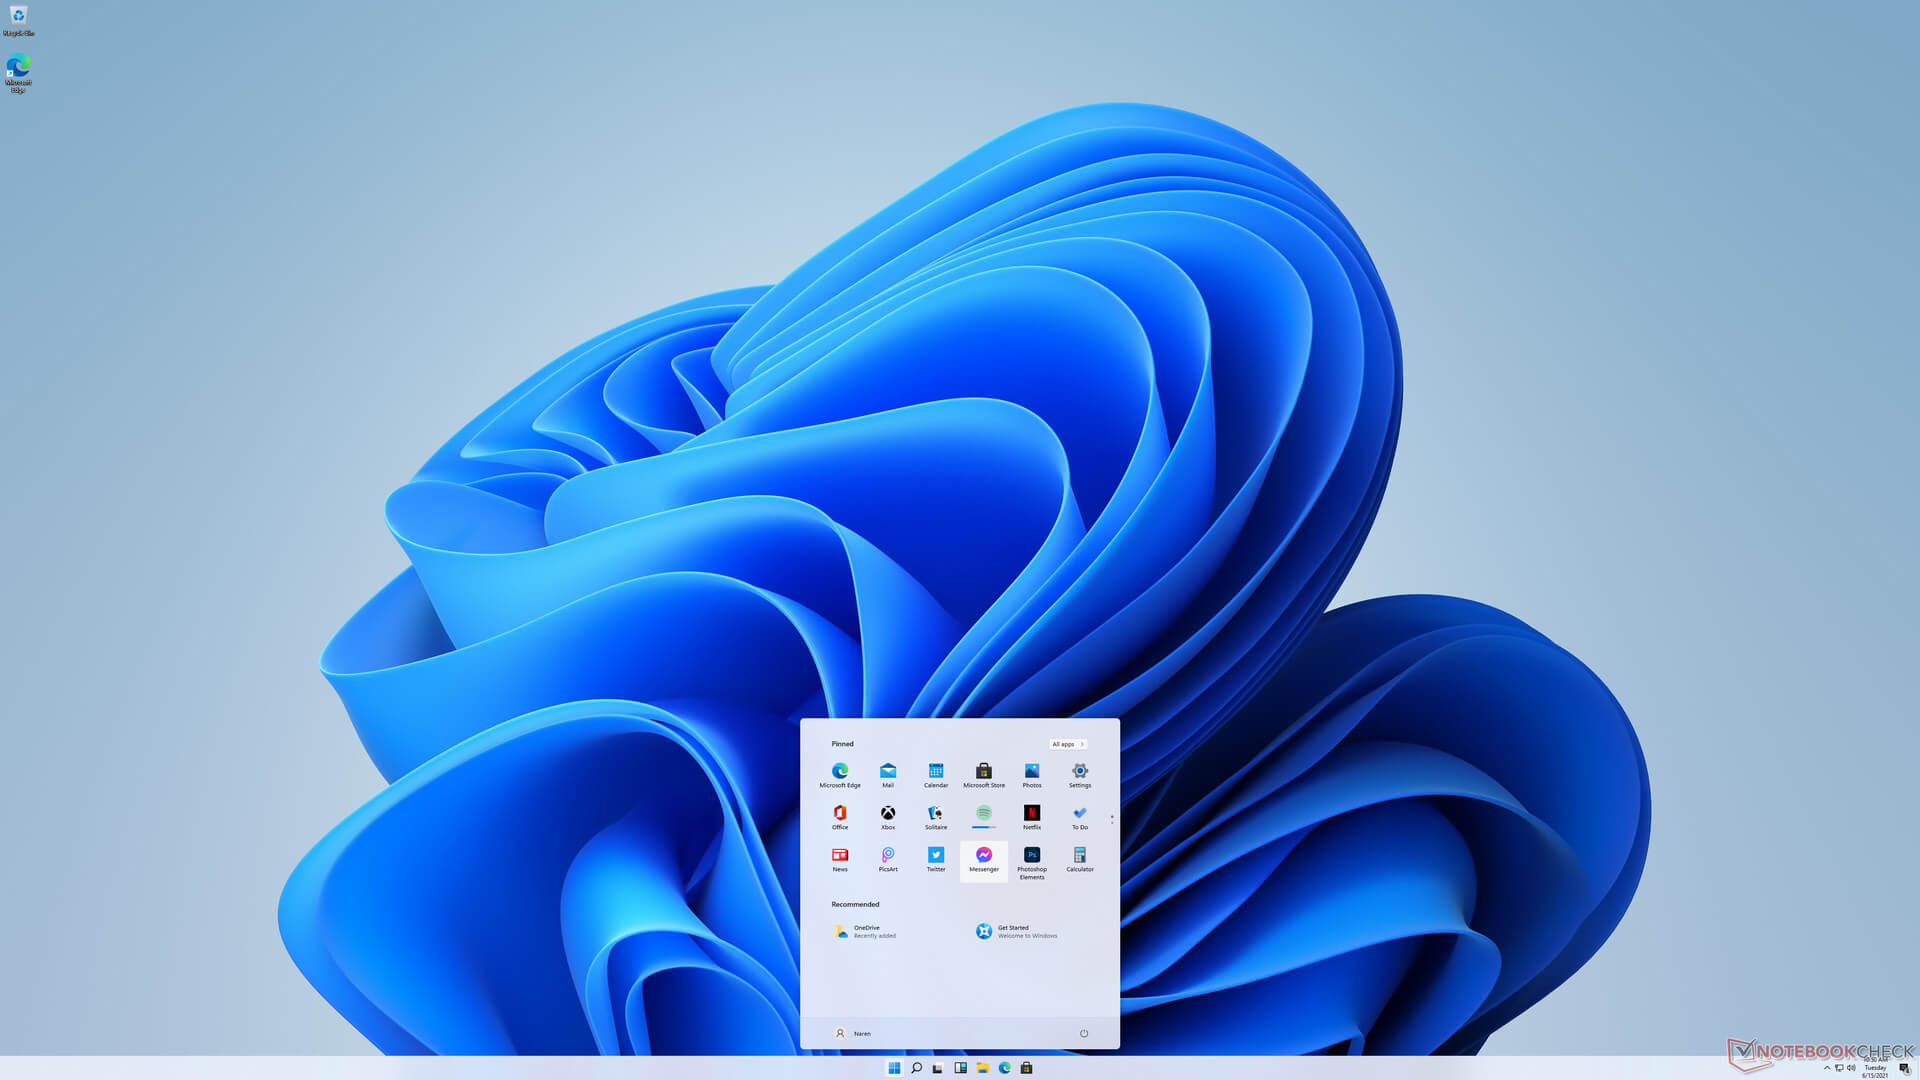 Recycle Bin
Microsoft
Edge
Pinned
All apps
Microsoft Edge
Mail
Calendar
Microsoft Store
Photos
Settings
Office
Xbox
Solitaire
Netflix
To Do
News
PicsArt
Twitter
Messenger
Photoshop
Elements
Calculator
Recommended
OneDrive
Recently added
Get Started
Welcome to Windows
Naren
NOTEBOOKCHECK
10:30 AM
Tuesday
6/15/2021